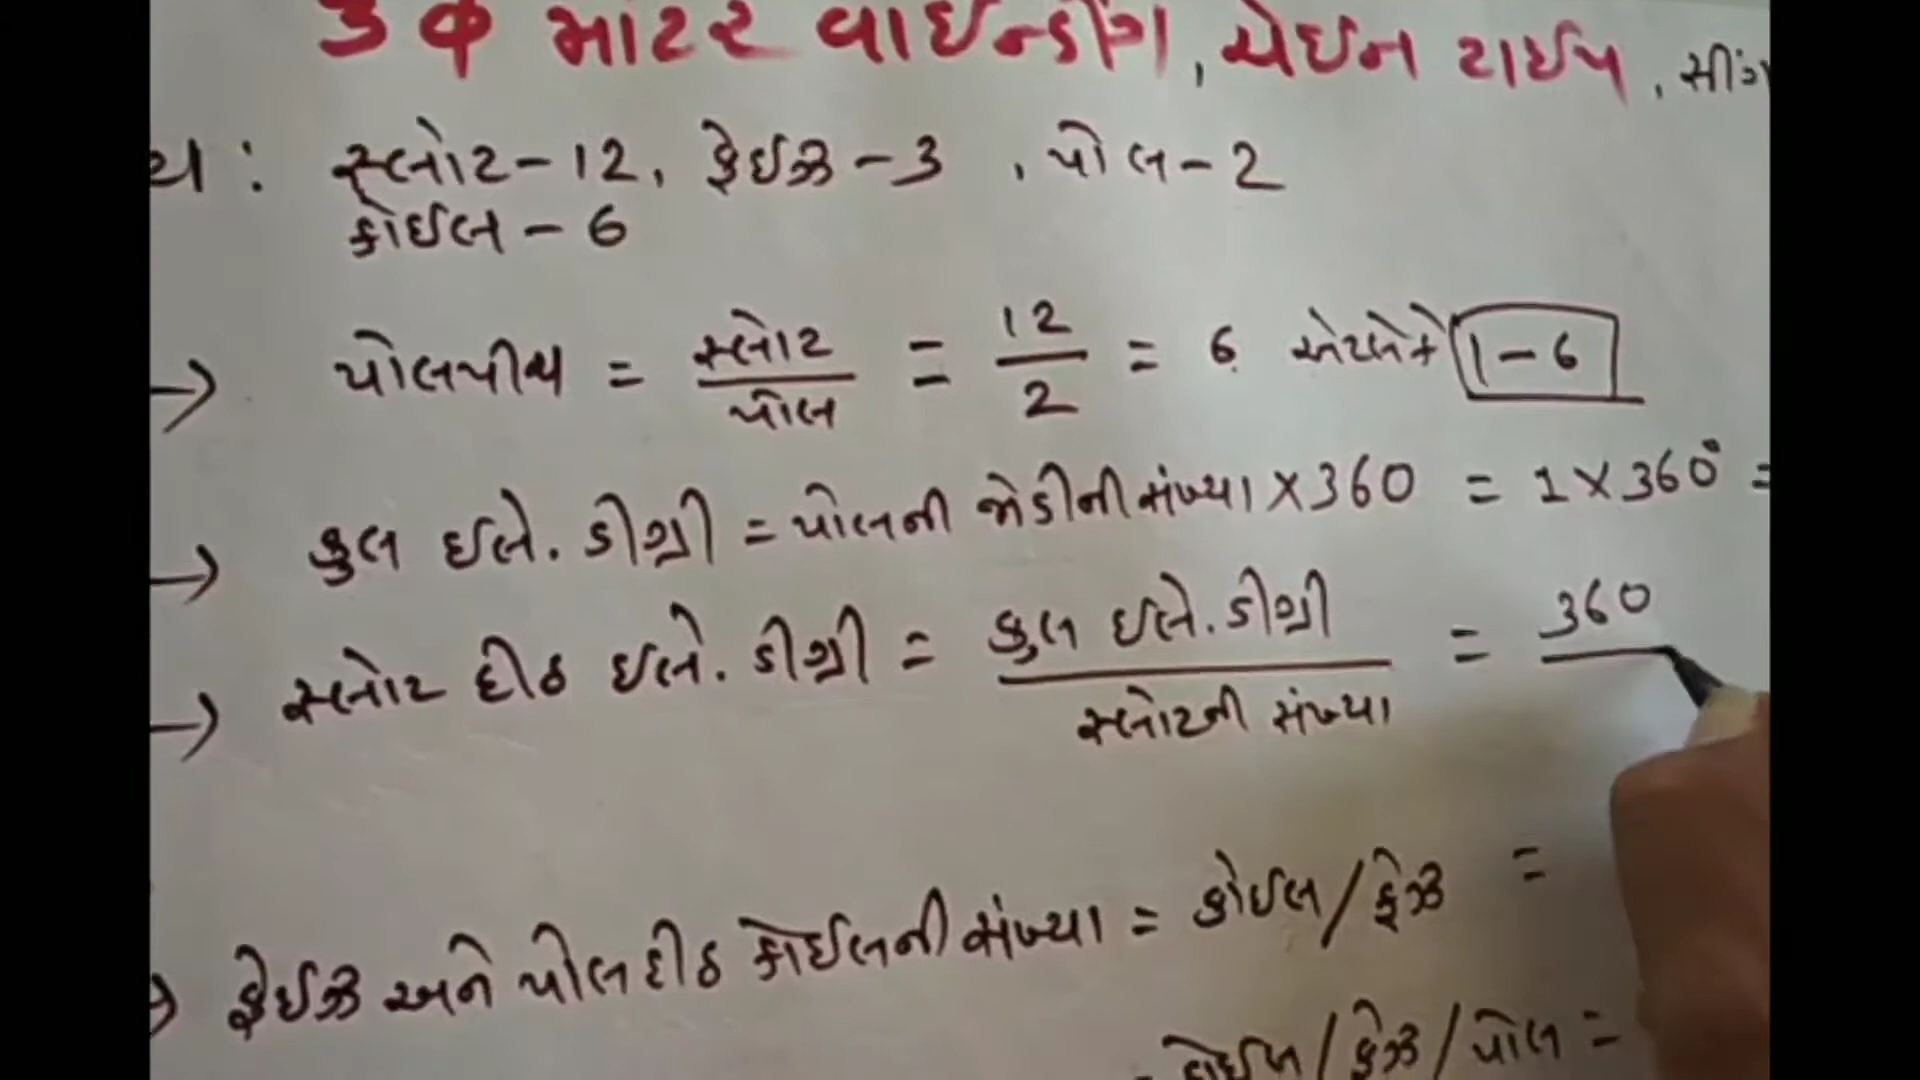 3 Φ મોટર વાઈન્ડીંગ, ચેઈન ટાઈપ,
સ્લોટ - 12, ફેઈઝ - 3, પોલ - 2
કોઈલ - 6
→ પોલપીચ = સ્લોટ / પોલ = 12 / 2 = 6 એટલેકે 1 - 6
→ કુલ ઈલે. ડીગ્રી = પોલની જોડીની સંખ્યા X 360 = 1 X 360° =
→ સ્લોટ દીઠ ઈલે. ડીગ્રી = કુલ ઈલે. ડીગ્રી / સ્લોટની સંખ્યા = 360
→ ફેઈઝ અને પોલ દીઠ કોઈલની સંખ્યા = કોઈલ / ફેઝ =
= કોઈલ / ફેઝ / પોલ =